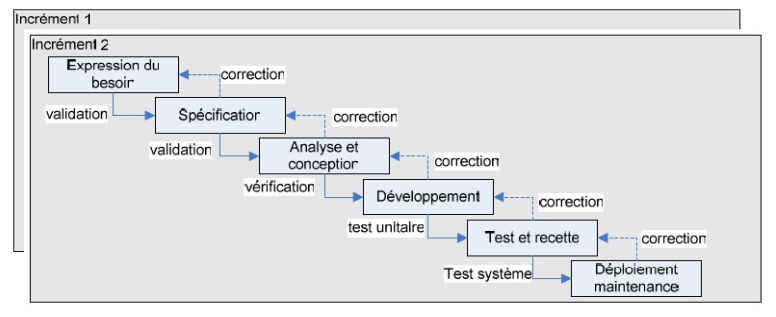 Incrément 1
Incrément 2
Expression du
besoin
correction
validation
Spécification
correction
validation
Analyse et
conception
correction
vérification
Développement
correction
test unitaire
Test et recette
correction
Test système
Déploiement
maintenance